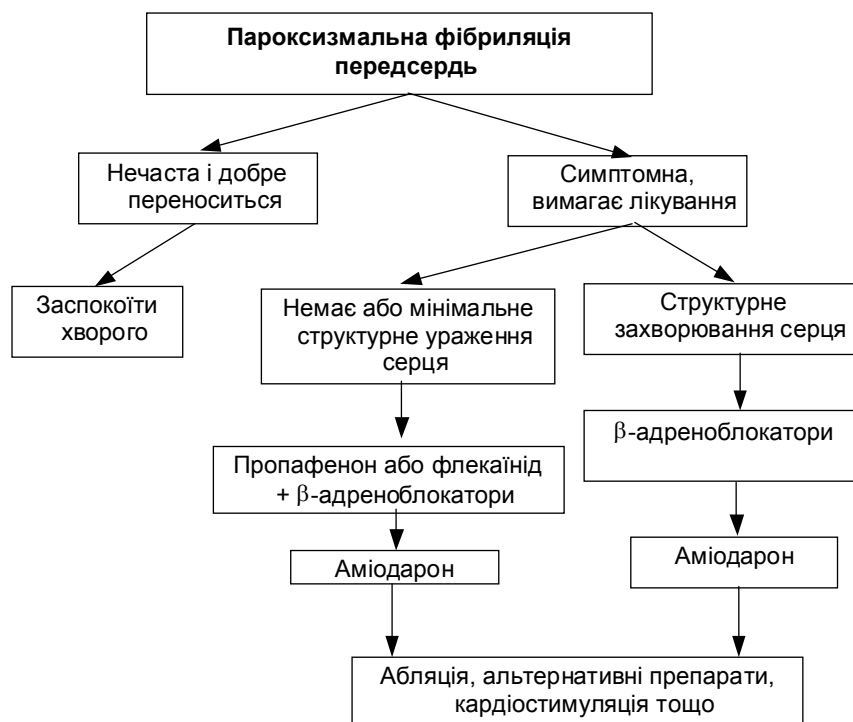 Пароксизмальна фібриляція
передсердь
Нечаста і добре
переноситься
Симптомна,
вимагає лікування
Заспокоїти
хворого
Немає або мінімальне
структурне ураження
серця
Структурне
захворювання серця
Пропафенон або флекаїнід
+ β-адреноблокатори
β-адреноблокатори
Аміодарон
Аміодарон
Абляція, альтернативні препарати,
кардіостимуляція тощо